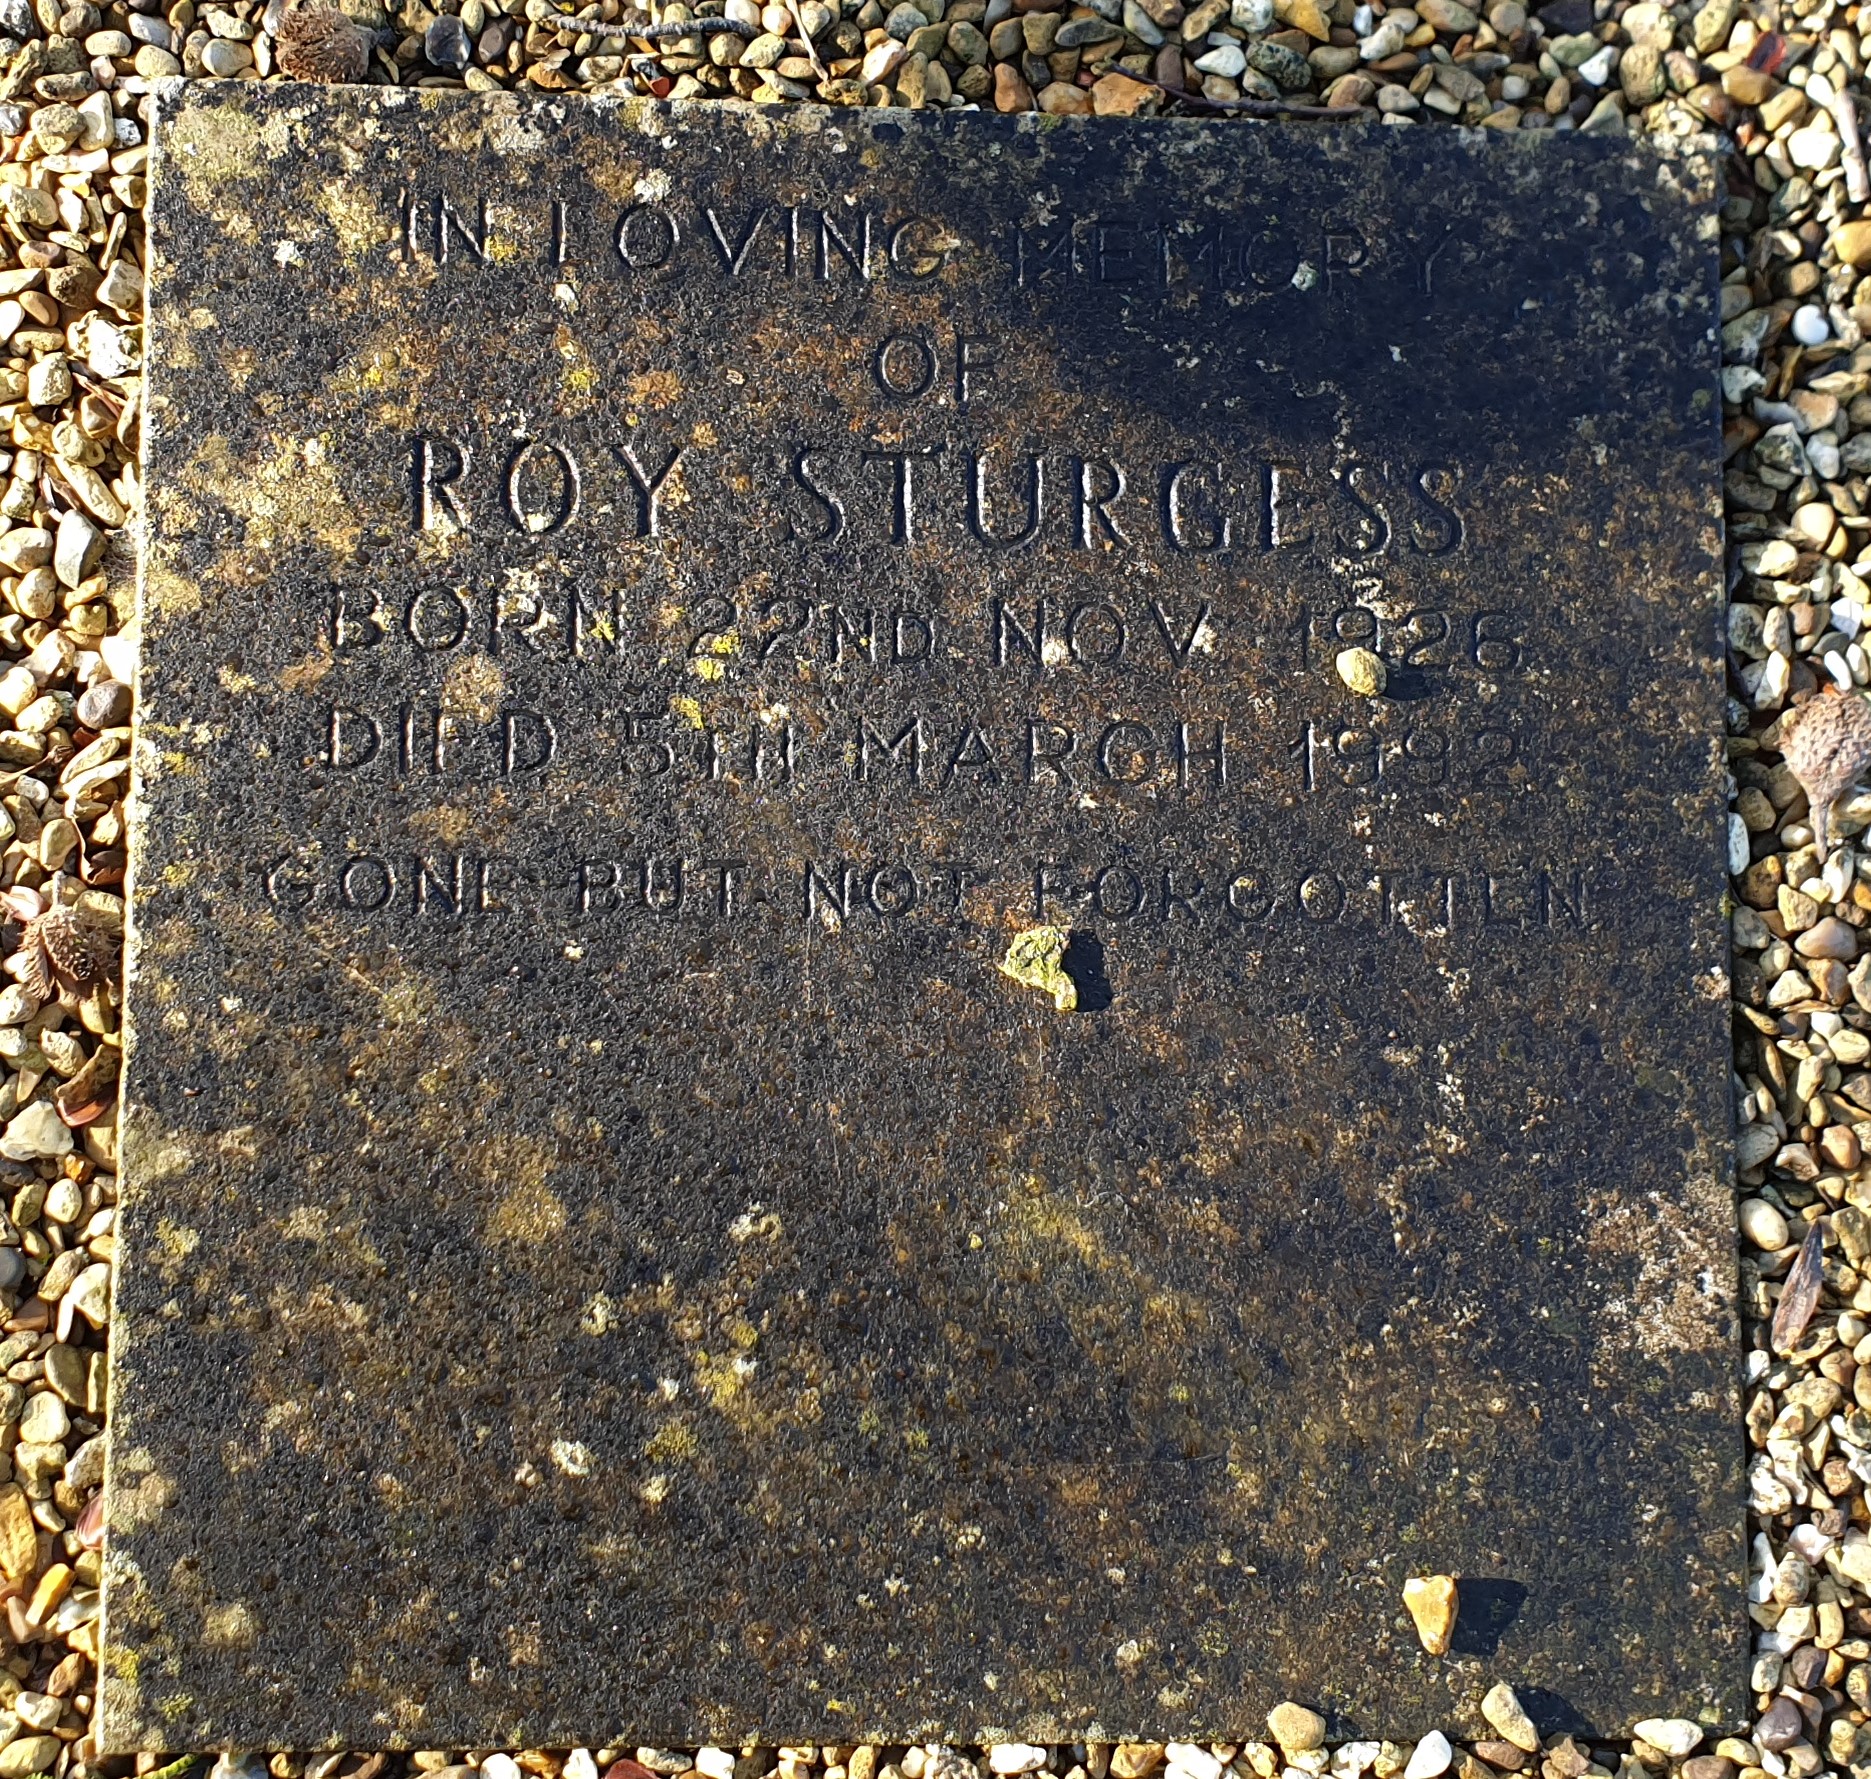 IN LOVING MEMORY
OF
ROY STURGESS
BORN 22ND NOV 1926
DIED 5TH MARCH 1992
GONE BUT NOT FORGOTTEN